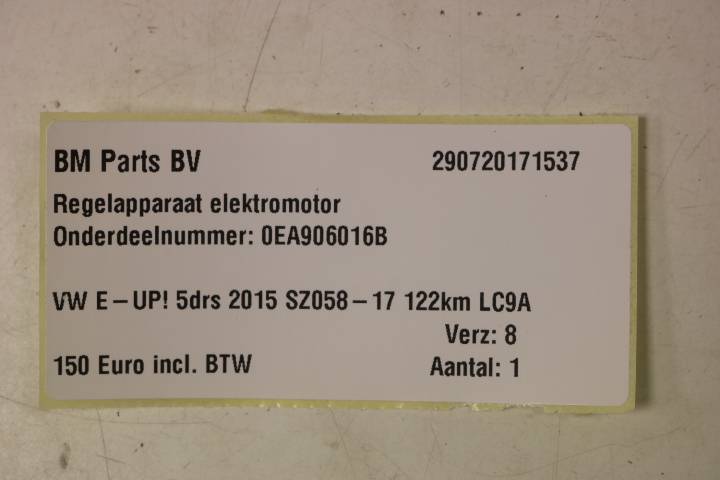 BM Parts BV 290720171537
Regelapparaat elektromotor
Onderdeelnummer: 0EA906016B
VW E-UP! 5drs 2015 SZ058-17 122km LC9A
Verz: 8
150 Euro incl. BTW Aantal: 1